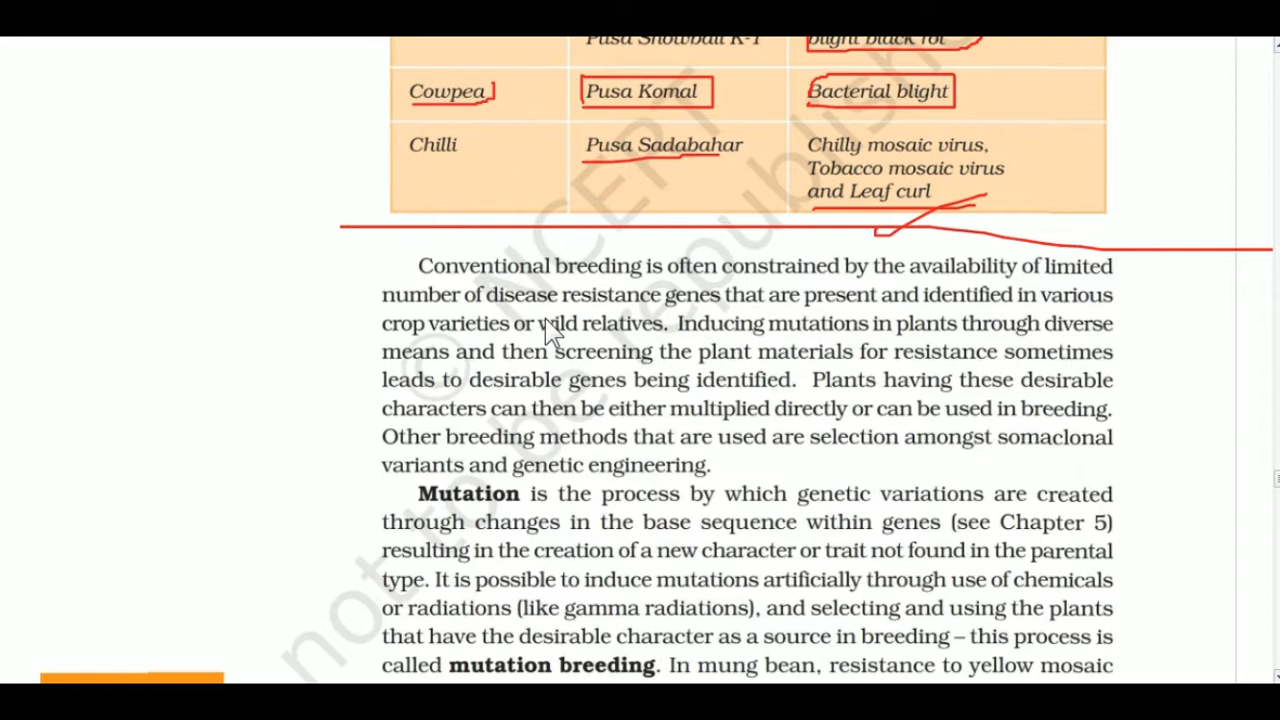 Pusa Snowball K-1 blight black rot
Cowpea Pusa Komal Bacterial blight
Chilli Pusa Sadabahar Chilly mosaic virus,
Tobacco mosaic virus
and Leaf curl
Conventional breeding is often constrained by the availability of limited
number of disease resistance genes that are present and identified in various
crop varieties or wild relatives. Inducing mutations in plants through diverse
means and then screening the plant materials for resistance sometimes
leads to desirable genes being identified. Plants having these desirable
characters can then be either multiplied directly or can be used in breeding.
Other breeding methods that are used are selection amongst somaclonal
variants and genetic engineering.
Mutation is the process by which genetic variations are created
through changes in the base sequence within genes (see Chapter 5)
resulting in the creation of a new character or trait not found in the parental
type. It is possible to induce mutations artificially through use of chemicals
or radiations (like gamma radiations), and selecting and using the plants
that have the desirable character as a source in breeding – this process is
called mutation breeding. In mung bean, resistance to yellow mosaic
© NCERT
not to be republish